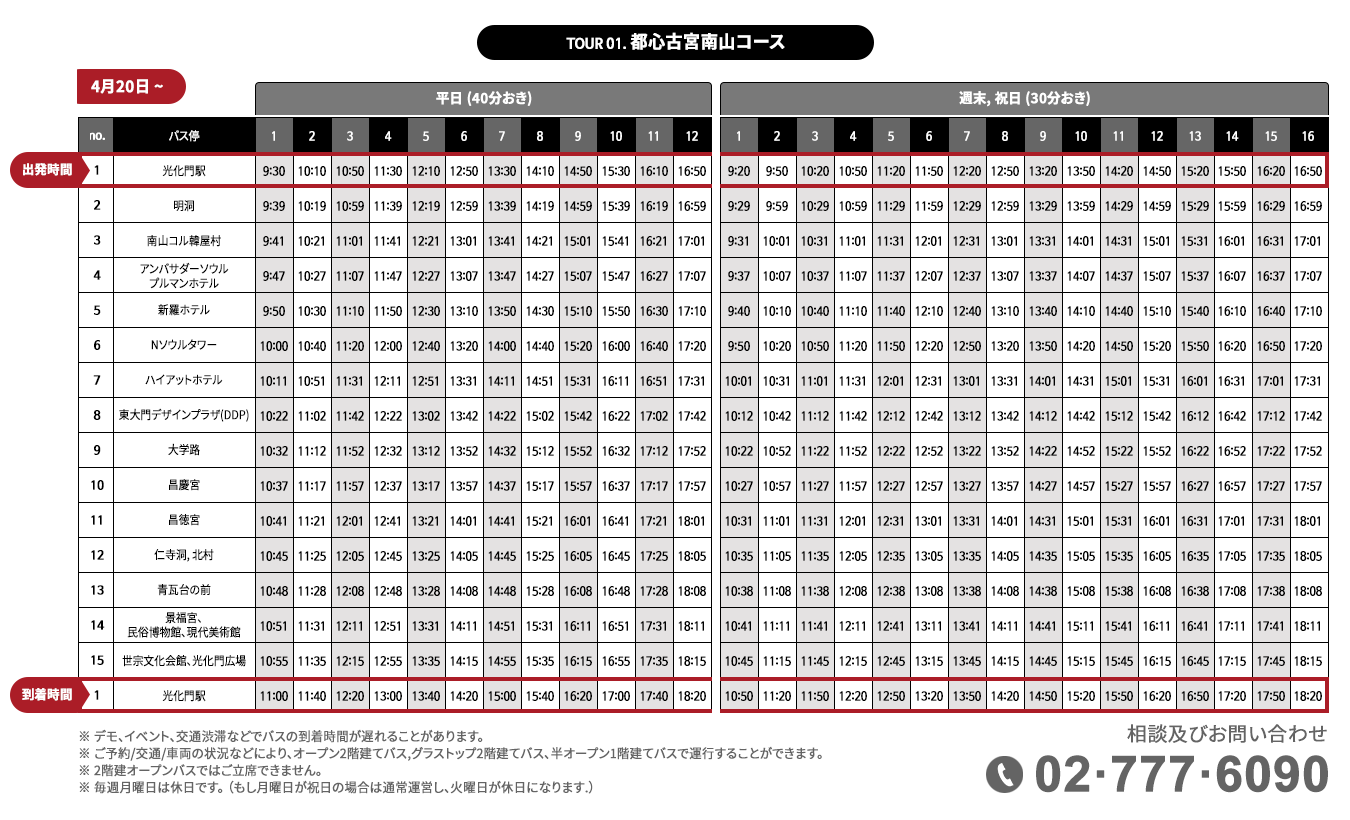 TOUR 01. 都心古宮南山コース
4月20日 ~
平日 (40分おき) 週末, 祝日 (30分おき)
no. バス停 1 2 3 4 5 6 7 8 9 10 11 12 1 2 3 4 5 6 7 8 9 10 11 12 13 14 15 16
出発時間 1 光化門駅 9:30 10:10 10:50 11:30 12:10 12:50 13:30 14:10 14:50 15:30 16:10 16:50 9:20 9:50 10:20 10:50 11:20 11:50 12:20 12:50 13:20 13:50 14:20 14:50 15:20 15:50 16:20 16:50
2 明洞 9:39 10:19 10:59 11:39 12:19 12:59 13:39 14:19 14:59 15:39 16:19 16:59 9:29 9:59 10:29 10:59 11:29 11:59 12:29 12:59 13:29 13:59 14:29 14:59 15:29 15:59 16:29 16:59
3 南山コル韓屋村 9:41 10:21 11:01 11:41 12:21 13:01 13:41 14:21 15:01 15:41 16:21 17:01 9:31 10:01 10:31 11:01 11:31 12:01 12:31 13:01 13:31 14:01 14:31 15:01 15:31 16:01 16:31 17:01
4 アンバサダーソウル
プルマンホテル 9:47 10:27 11:07 11:47 12:27 13:07 13:47 14:27 15:07 15:47 16:27 17:07 9:37 10:07 10:37 11:07 11:37 12:07 12:37 13:07 13:37 14:07 14:37 15:07 15:37 16:07 16:37 17:07
5 新羅ホテル 9:50 10:30 11:10 11:50 12:30 13:10 13:50 14:30 15:10 15:50 16:30 17:10 9:40 10:10 10:40 11:10 11:40 12:10 12:40 13:10 13:40 14:10 14:40 15:10 15:40 16:10 16:40 17:10
6 Nソウルタワー 10:00 10:40 11:20 12:00 12:40 13:20 14:00 14:40 15:20 16:00 16:40 17:20 9:50 10:20 10:50 11:20 11:50 12:20 12:50 13:20 13:50 14:20 14:50 15:20 15:50 16:20 16:50 17:20
7 ハイアットホテル 10:11 10:51 11:31 12:11 12:51 13:31 14:11 14:51 15:31 16:11 16:51 17:31 10:01 10:31 11:01 11:31 12:01 12:31 13:01 13:31 14:01 14:31 15:01 15:31 16:01 16:31 17:01 17:31
8 東大門デザインプラザ(DDP) 10:22 11:02 11:42 12:22 13:02 13:42 14:22 15:02 15:42 16:22 17:02 17:42 10:12 10:42 11:12 11:42 12:12 12:42 13:12 13:42 14:12 14:42 15:12 15:42 16:12 16:42 17:12 17:42
9 大学路 10:32 11:12 11:52 12:32 13:12 13:52 14:32 15:12 15:52 16:32 17:12 17:52 10:22 10:52 11:22 11:52 12:22 12:52 13:22 13:52 14:22 14:52 15:22 15:52 16:22 16:52 17:22 17:52
10 昌慶宮 10:37 11:17 11:57 12:37 13:17 13:57 14:37 15:17 15:57 16:37 17:17 17:57 10:27 10:57 11:27 11:57 12:27 12:57 13:27 13:57 14:27 14:57 15:27 15:57 16:27 16:57 17:27 17:57
11 昌徳宮 10:41 11:21 12:01 12:41 13:21 14:01 14:41 15:21 16:01 16:41 17:21 18:01 10:31 11:01 11:31 12:01 12:31 13:01 13:31 14:01 14:31 15:01 15:31 16:01 16:31 17:01 17:31 18:01
12 仁寺洞, 北村 10:45 11:25 12:05 12:45 13:25 14:05 14:45 15:25 16:05 16:45 17:25 18:05 10:35 11:05 11:35 12:05 12:35 13:05 13:35 14:05 14:35 15:05 15:35 16:05 16:35 17:05 17:35 18:05
13 青瓦台の前 10:48 11:28 12:08 12:48 13:28 14:08 14:48 15:28 16:08 16:48 17:28 18:08 10:38 11:08 11:38 12:08 12:38 13:08 13:38 14:08 14:38 15:08 15:38 16:08 16:38 17:08 17:38 18:08
14 景福宮、
民俗博物館、現代美術館 10:51 11:31 12:11 12:51 13:31 14:11 14:51 15:31 16:11 16:51 17:31 18:11 10:41 11:11 11:41 12:11 12:41 13:11 13:41 14:11 14:41 15:11 15:41 16:11 16:41 17:11 17:41 18:11
15 世宗文化会館、光化門広場 10:55 11:35 12:15 12:55 13:35 14:15 14:55 15:35 16:15 16:55 17:35 18:15 10:45 11:15 11:45 12:15 12:45 13:15 13:45 14:15 14:45 15:15 15:45 16:15 16:45 17:15 17:45 18:15
到着時間 1 光化門駅 11:00 11:40 12:20 13:00 13:40 14:20 15:00 15:40 16:20 17:00 17:40 18:20 10:50 11:20 11:50 12:20 12:50 13:20 13:50 14:20 14:50 15:20 15:50 16:20 16:50 17:20 17:50 18:20
※ デモ、イベント、交通渋滞などでバスの到着時間が遅れることがあります。
※ ご予約/交通/車両の状況などにより、オープン2階建てバス,グラストップ2階建てバス、半オープン1階建てバスで運行することができます。
※ 2階建オープンバスではご立席できません。
※ 毎週月曜日は休日です。（もし月曜日が祝日の場合は通常運営し、火曜日が休日になります.）
相談及びお問い合わせ
02·777·6090